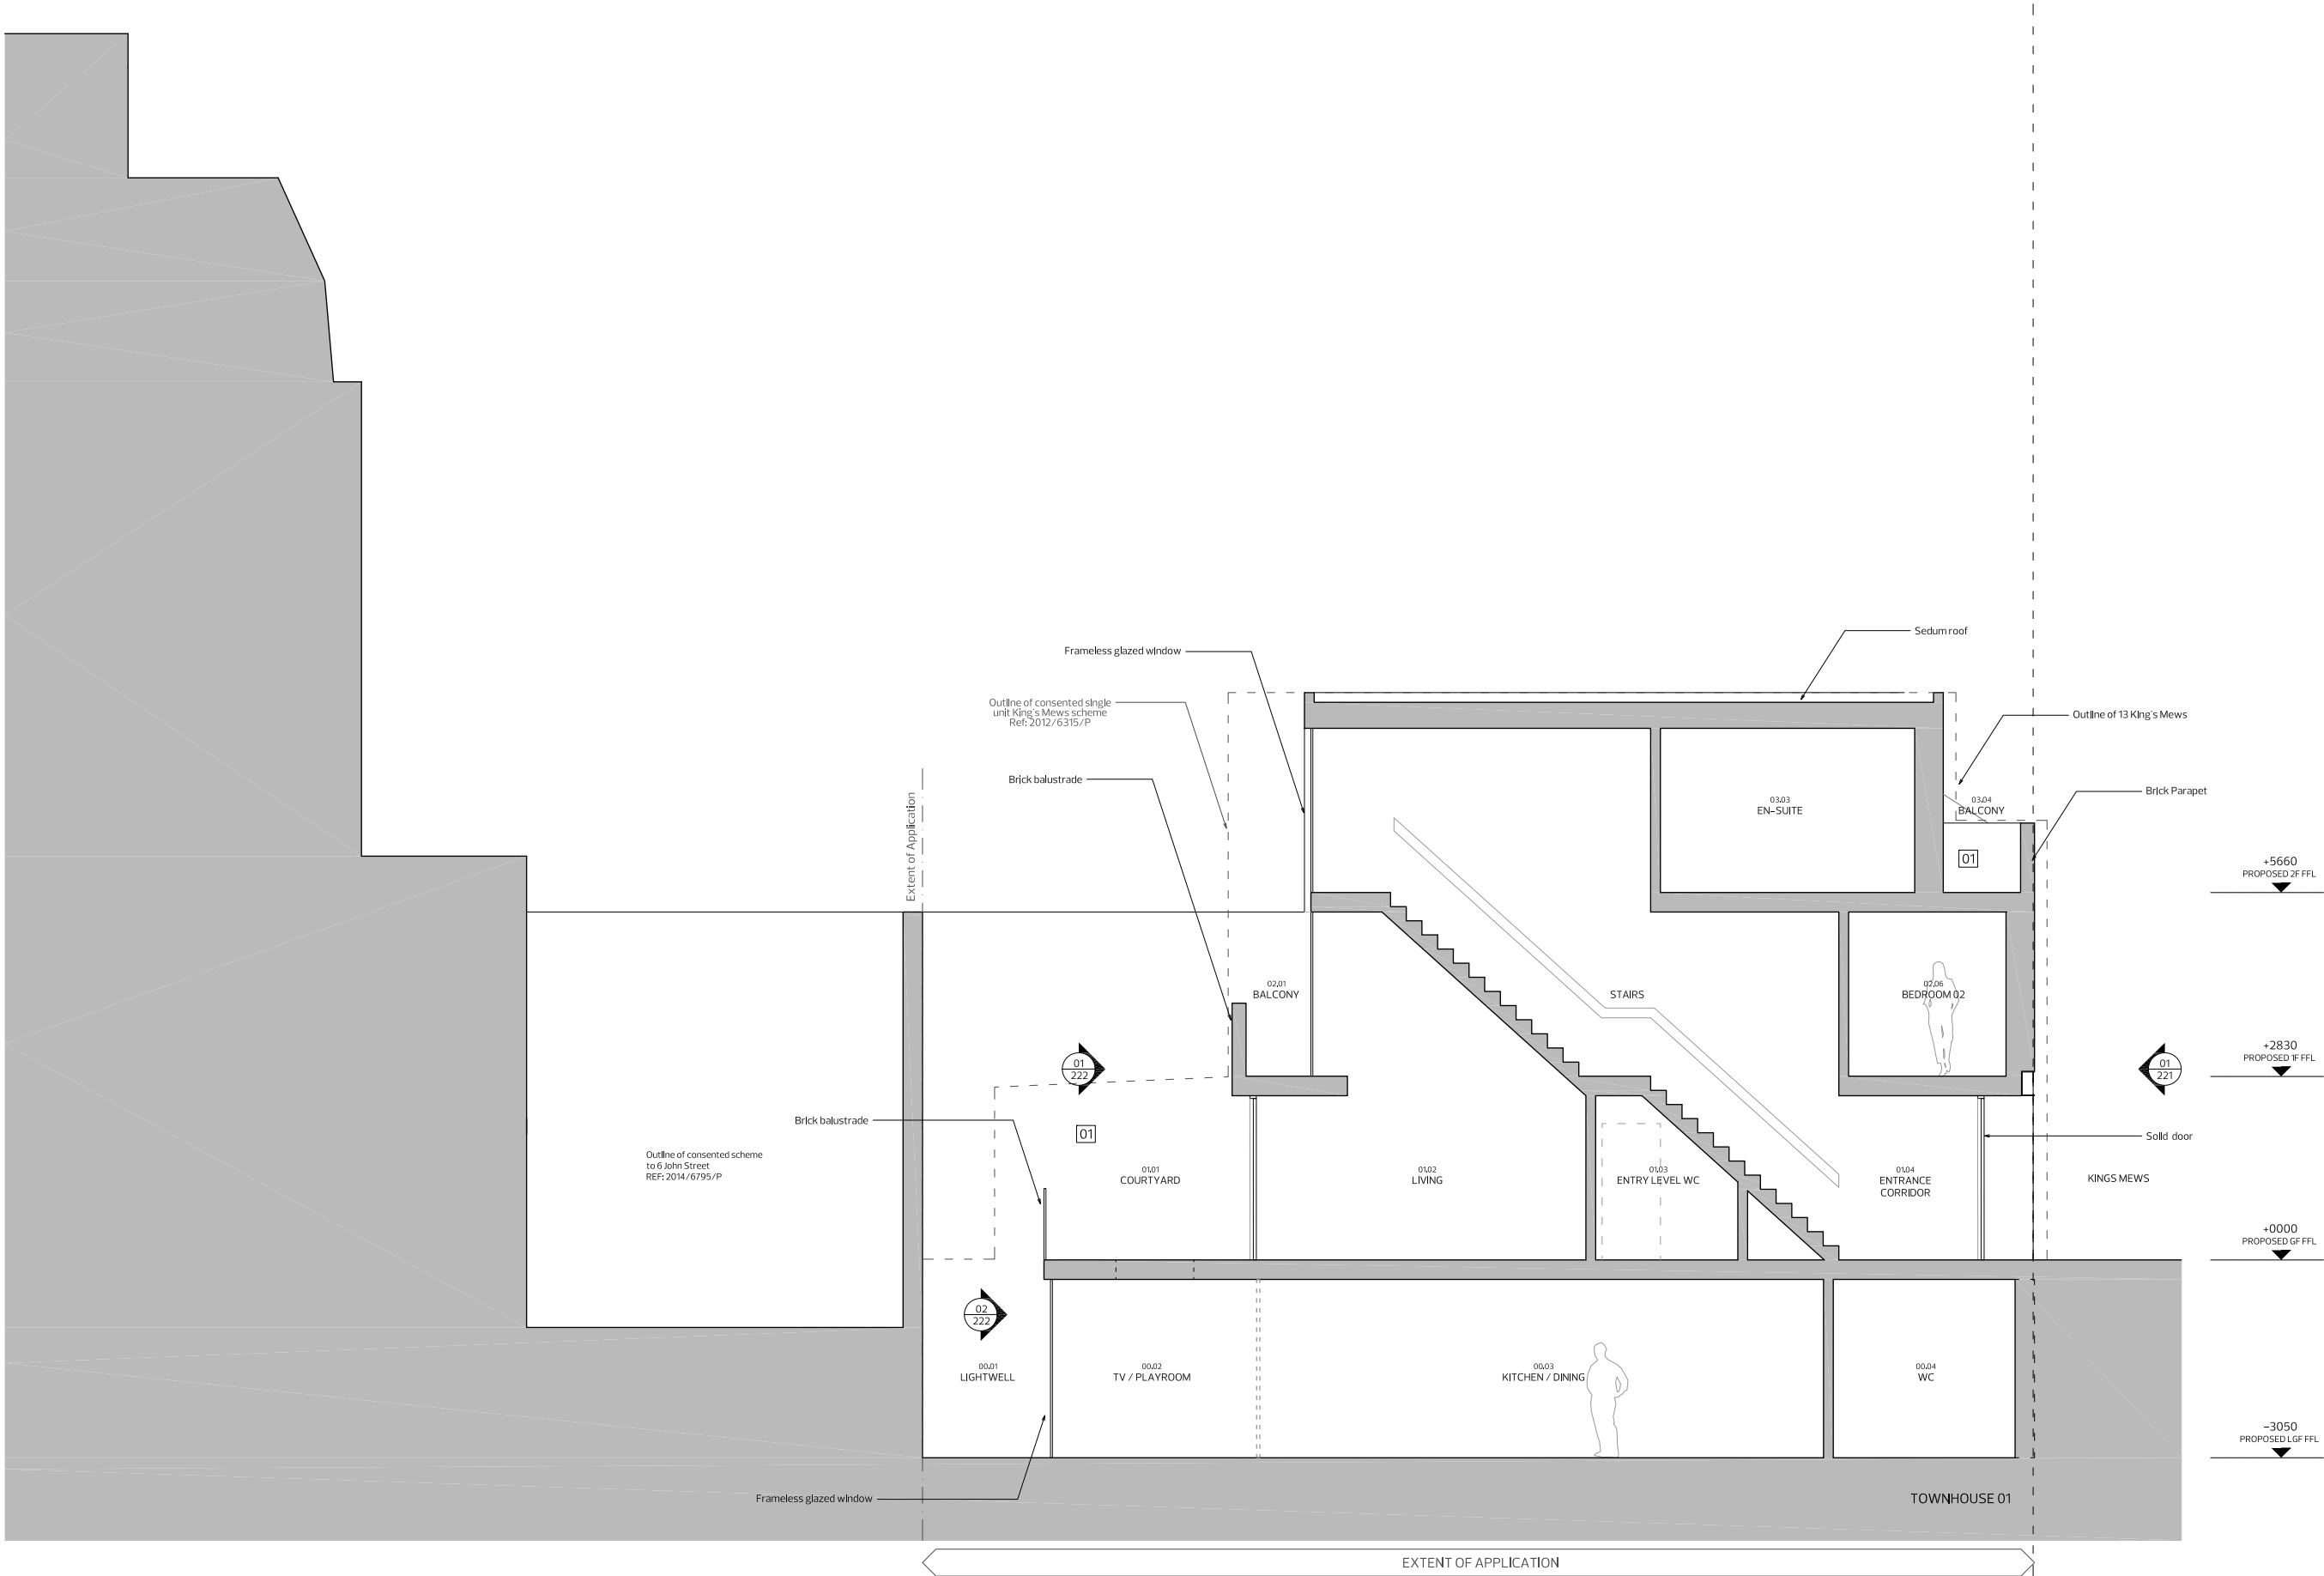 Sedum roof
Frameless glazed window
Outline of consented single
unit King's Mews scheme
Ref: 2012/6315/P
Outline of 13 King's Mews
Brick balustrade
Brick Parapet
03.03
EN-SUITE
03.04
BALCONY
01
Extent of Application
+5660
PROPOSED 2F FFL
02.01
BALCONY
STAIRS
02.06
BEDROOM 02
+2830
PROPOSED 1F FFL
01
222
01
221
Brick balustrade
01
Solid door
Outline of consented scheme
to 6 John Street
REF: 2014/6795/P
01.01
COURTYARD
01.02
LIVING
01.03
ENTRY LEVEL WC
01.04
ENTRANCE
CORRIDOR
KINGS MEWS
+0000
PROPOSED GF FFL
02
222
00.01
LIGHTWELL
00.02
TV / PLAYROOM
00.03
KITCHEN / DINING
00.04
WC
-3050
PROPOSED LGF FFL
Frameless glazed window
TOWNHOUSE 01
EXTENT OF APPLICATION